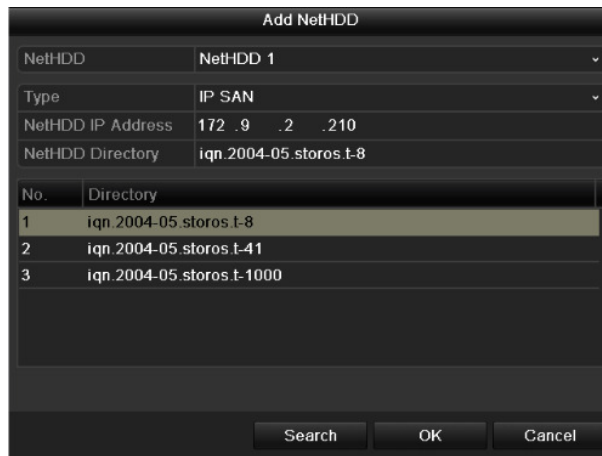 Add NetHDD
NetHDD NetHDD 1
Type IP SAN
NetHDD IP Address 172 .9 .2 .210
NetHDD Directory iqn.2004-05.storos.t-8
No. Directory
1 iqn.2004-05.storos.t-8
2 iqn.2004-05.storos.t-41
3 iqn.2004-05.storos.t-1000
Search OK Cancel